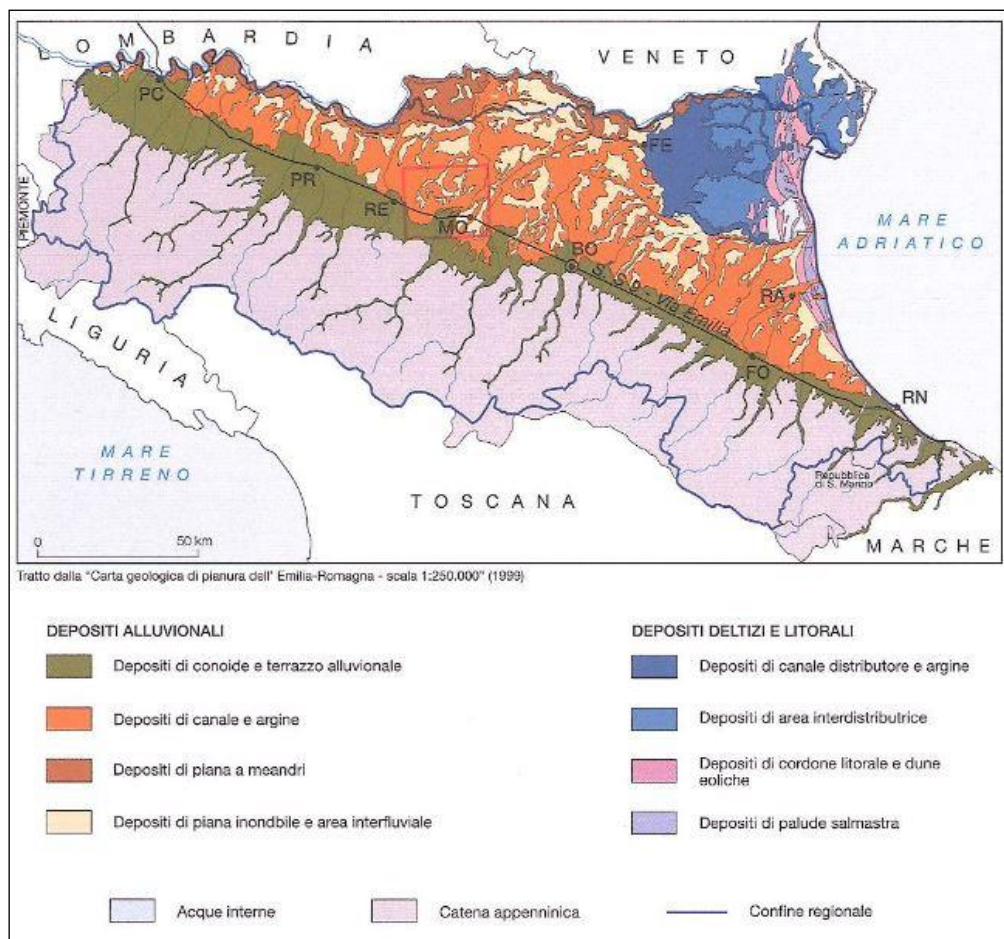 LOMBARDIA
VENETO
PC
FE
PR
RE
MO
BO
S. S. 9 - Via Emilia
RA
FO
RN
PIEMONTE
LIGURIA
MARE
ADRIATICO
MARE
TIRRENO
TOSCANA
Repubblica
di S. Marino
MARCHE
0 50 km
Tratto dalla "Carta geologica di pianura dell' Emilia-Romagna - scala 1:250.000" (1999)
DEPOSITI ALLUVIONALI
Depositi di conoide e terrazzo alluvionale
Depositi di canale e argine
Depositi di piana a meandri
Depositi di piana inondbile e area interfluviale
DEPOSITI DELTIZI E LITORALI
Depositi di canale distributore e argine
Depositi di area interdistributrice
Depositi di cordone litorale e dune
eoliche
Depositi di palude salmastra
Acque interne
Catena appenninica
Confine regionale